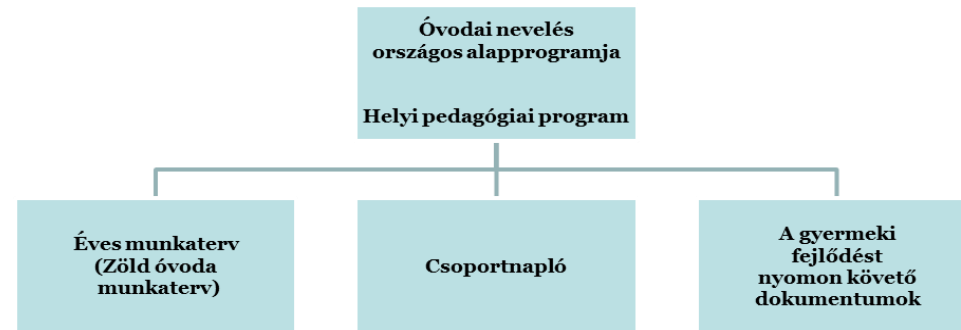 Óvodai nevelés
országos alapprogramja
Helyi pedagógiai program
Éves munkaterv
(Zöld óvoda
munkaterv)
Csoportnapló
A gyermeki
fejlődést
nyomon követő
dokumentumok